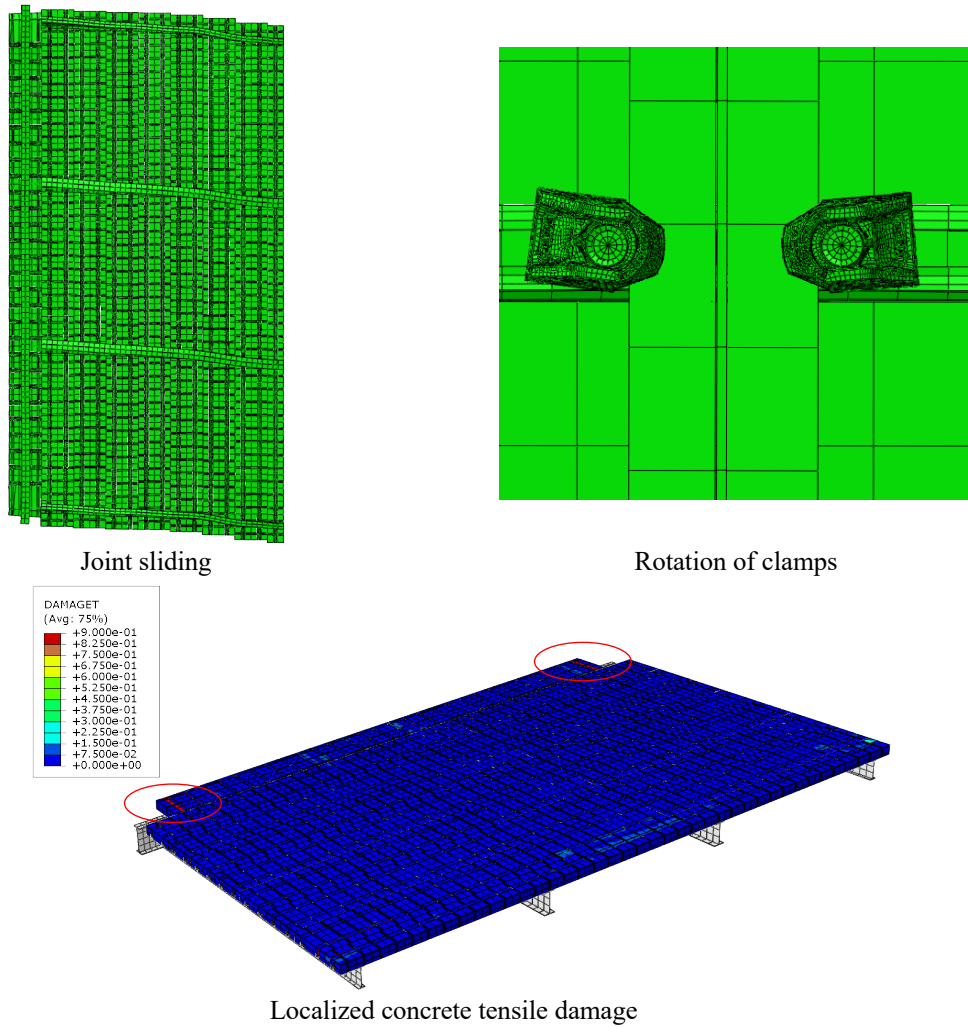 Joint sliding
Rotation of clamps
DAMAGET
(Avg: 75%)
+9.000e-01
+8.250e-01
+7.500e-01
+6.750e-01
+6.000e-01
+5.250e-01
+4.500e-01
+3.750e-01
+3.000e-01
+2.250e-01
+1.500e-01
+7.500e-02
+0.000e+00
Localized concrete tensile damage